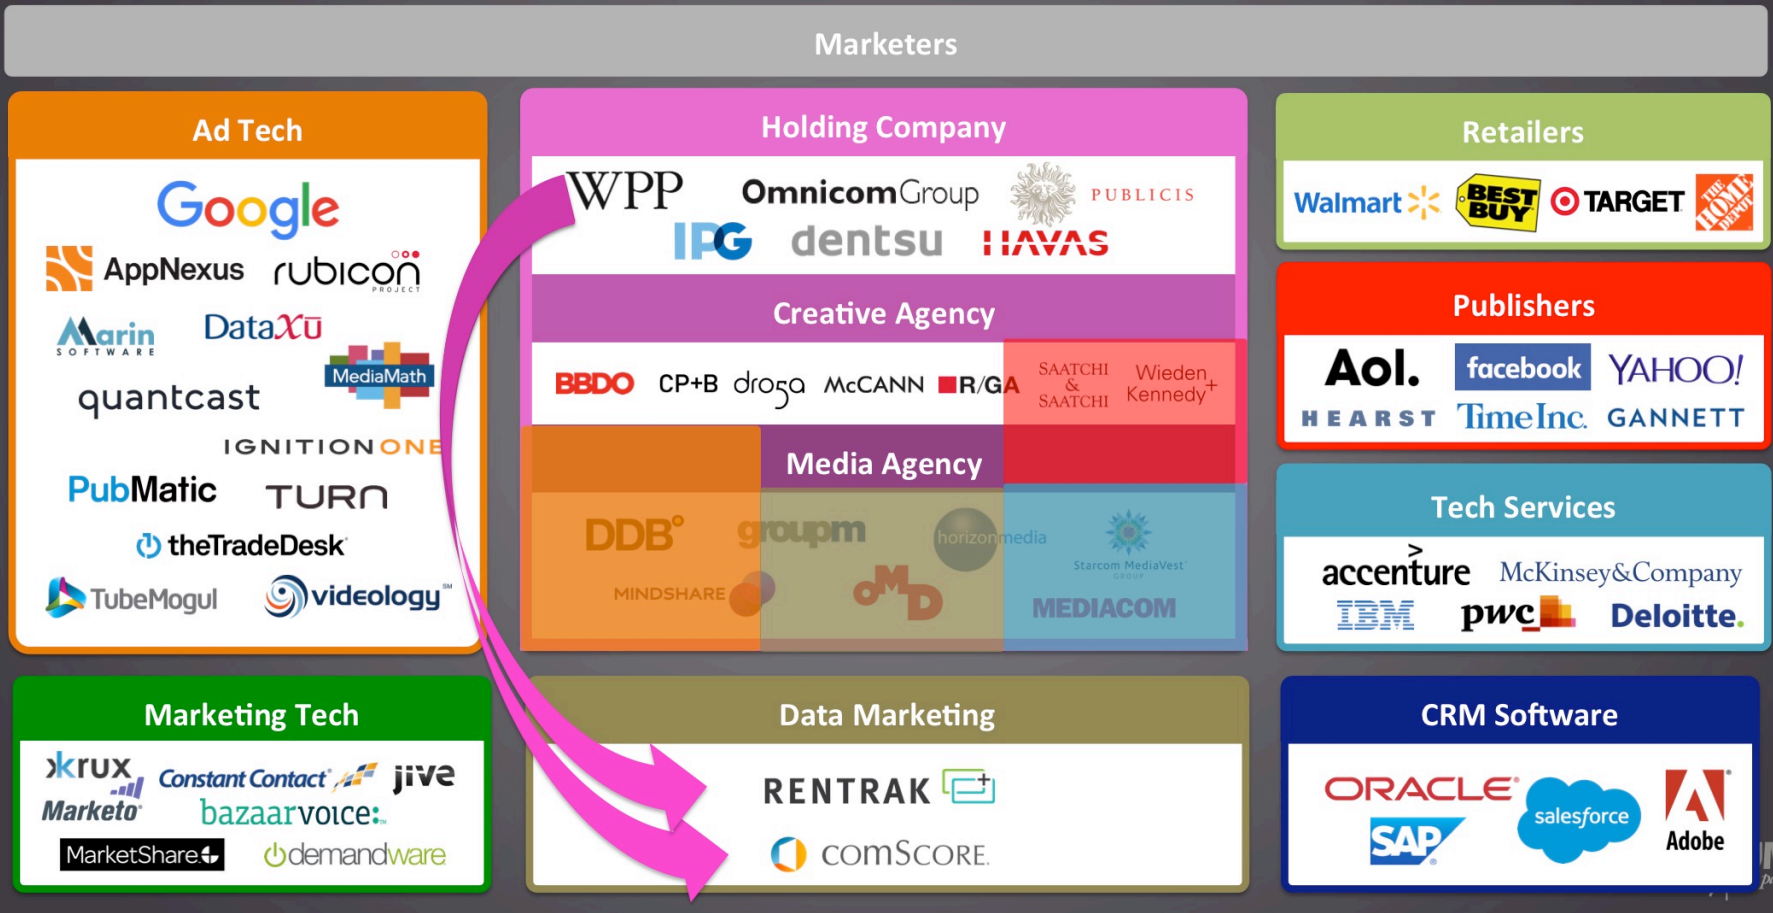 Marketers
Ad Tech
Google
AppNexus rubicon
PROJECT
Marin
SOFTWARE
DataXū
MediaMath
quantcast
IGNITIONONE
PubMatic TURN
theTradeDesk
TubeMogul videology℠
Holding Company
WPP OmnicomGroup PUBLICIS
IPG dentsu HAVAS
Creative Agency
BBDO CP+B droga5 McCANN R/GA
SAATCHI
&
SAATCHI
Wieden
Kennedy+
Media Agency
DDB° groupm horizonmedia
Starcom MediaVest
GROUP
MINDSHARE OMD MEDIACOM
Retailers
Walmart BEST BUY TARGET THE HOME DEPOT
Publishers
Aol. facebook YAHOO!
HEARST TimeInc. GANNETT
Tech Services
accenture McKinsey&Company
IBM pwc Deloitte.
Marketing Tech
krux Constant Contact® jive
Marketo® bazaarvoice:™
MarketShare demandware
Data Marketing
RENTRAK
comSCORE.
CRM Software
ORACLE® salesforce Adobe
SAP